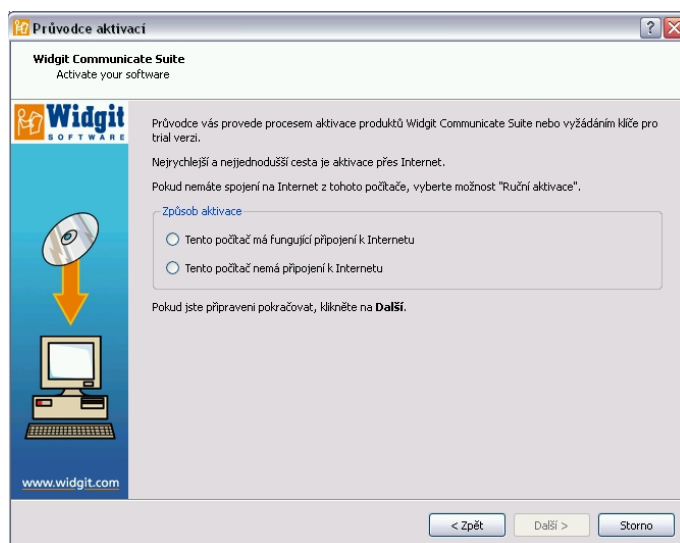 Průvodce aktivací
Widgit Communicate Suite
Activate your software
Widgit
SOFTWARE
Průvodce vás provede procesem aktivace produktů Widgit Communicate Suite nebo vyžádáním klíče pro
trial verzi.
Nejrychlejší a nejjednodušší cesta je aktivace přes Internet.
Pokud nemáte spojení na Internet z tohoto počítače, vyberte možnost "Ruční aktivace".
Způsob aktivace
Tento počítač má fungující připojení k Internetu
Tento počítač nemá připojení k Internetu
Pokud jste připraveni pokračovat, klikněte na Další.
www.widgit.com
< Zpět
Další >
Storno